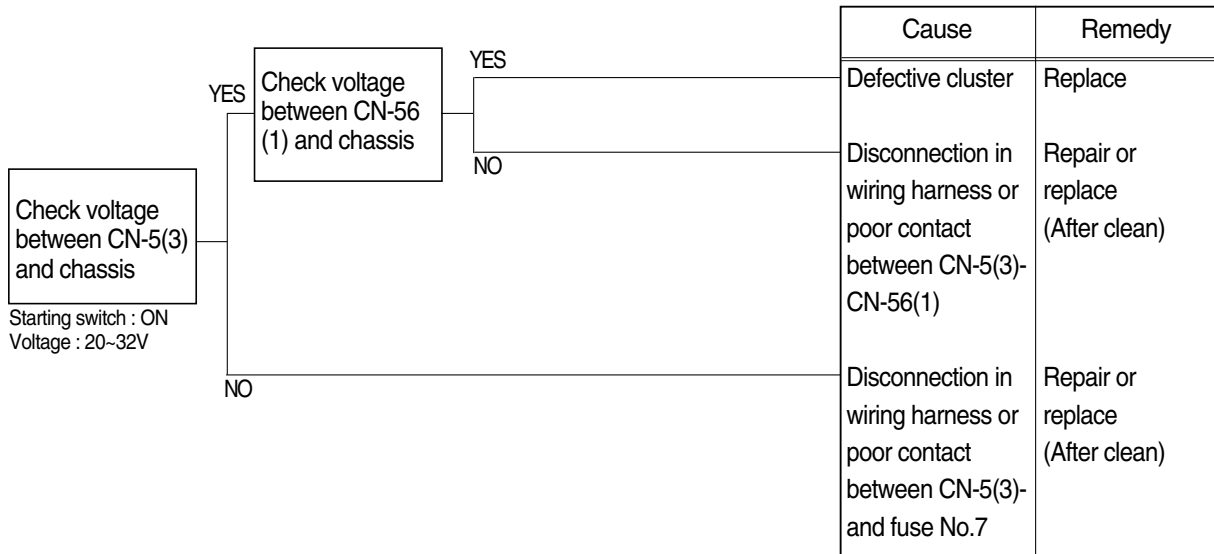 Cause
Remedy
YES
Check voltage
between CN-56
(1) and chassis
YES
Defective cluster
Replace
NO
Disconnection in
wiring harness or
poor contact
between CN-5(3)-
CN-56(1)
Repair or
replace
(After clean)
Check voltage
between CN-5(3)
and chassis
Starting switch : ON
Voltage : 20~32V
NO
Disconnection in
wiring harness or
poor contact
between CN-5(3)-
and fuse No.7
Repair or
replace
(After clean)